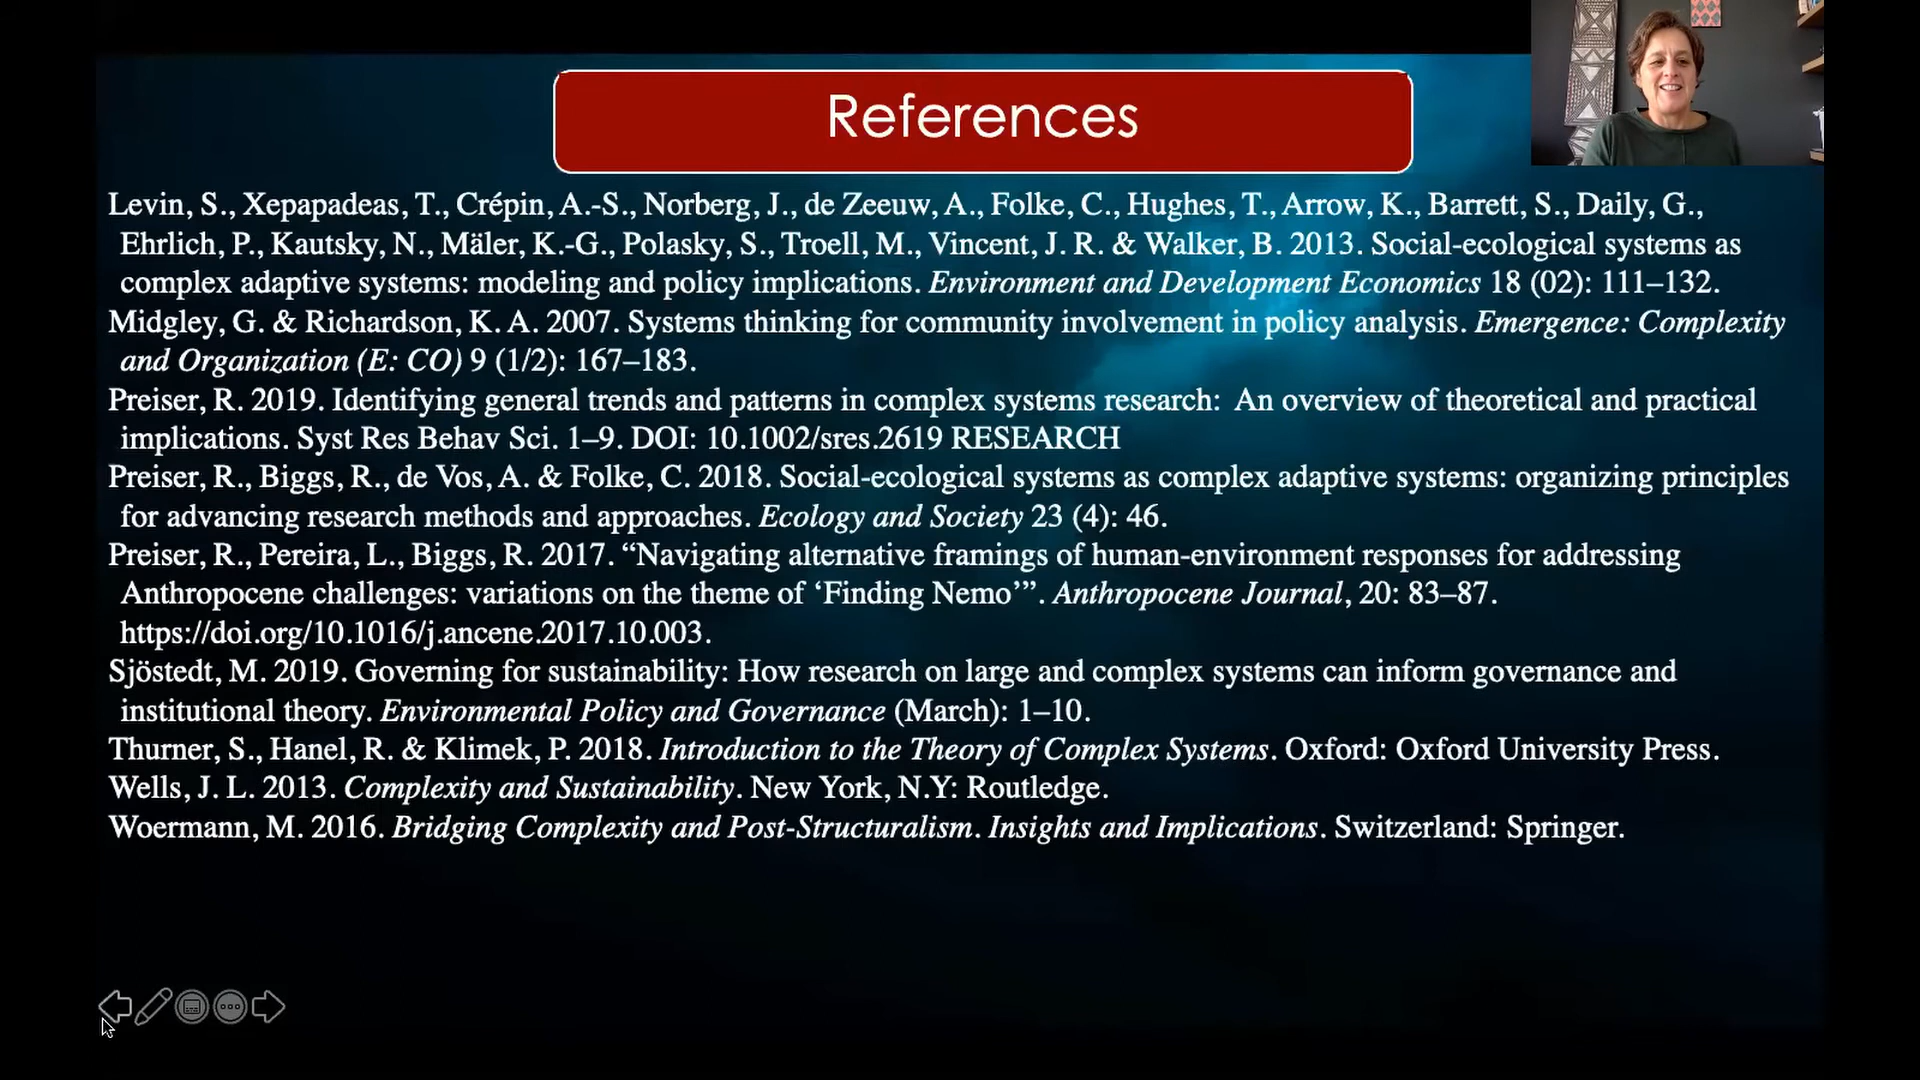 References
Levin, S., Xepapadeas, T., Crépin, A.-S., Norberg, J., de Zeeuw, A., Folke, C., Hughes, T., Arrow, K., Barrett, S., Daily, G.,
Ehrlich, P., Kautsky, N., Mäler, K.-G., Polasky, S., Troell, M., Vincent, J. R. & Walker, B. 2013. Social-ecological systems as
complex adaptive systems: modeling and policy implications. Environment and Development Economics 18 (02): 111–132.
Midgley, G. & Richardson, K. A. 2007. Systems thinking for community involvement in policy analysis. Emergence: Complexity
and Organization (E: CO) 9 (1/2): 167–183.
Preiser, R. 2019. Identifying general trends and patterns in complex systems research: An overview of theoretical and practical
implications. Syst Res Behav Sci. 1–9. DOI: 10.1002/sres.2619 RESEARCH
Preiser, R., Biggs, R., de Vos, A. & Folke, C. 2018. Social-ecological systems as complex adaptive systems: organizing principles
for advancing research methods and approaches. Ecology and Society 23 (4): 46.
Preiser, R., Pereira, L., Biggs, R. 2017. “Navigating alternative framings of human-environment responses for addressing
Anthropocene challenges: variations on the theme of ‘Finding Nemo’”. Anthropocene Journal, 20: 83–87.
https://doi.org/10.1016/j.ancene.2017.10.003.
Sjöstedt, M. 2019. Governing for sustainability: How research on large and complex systems can inform governance and
institutional theory. Environmental Policy and Governance (March): 1–10.
Thurner, S., Hanel, R. & Klimek, P. 2018. Introduction to the Theory of Complex Systems. Oxford: Oxford University Press.
Wells, J. L. 2013. Complexity and Sustainability. New York, N.Y: Routledge.
Woermann, M. 2016. Bridging Complexity and Post-Structuralism. Insights and Implications. Switzerland: Springer.